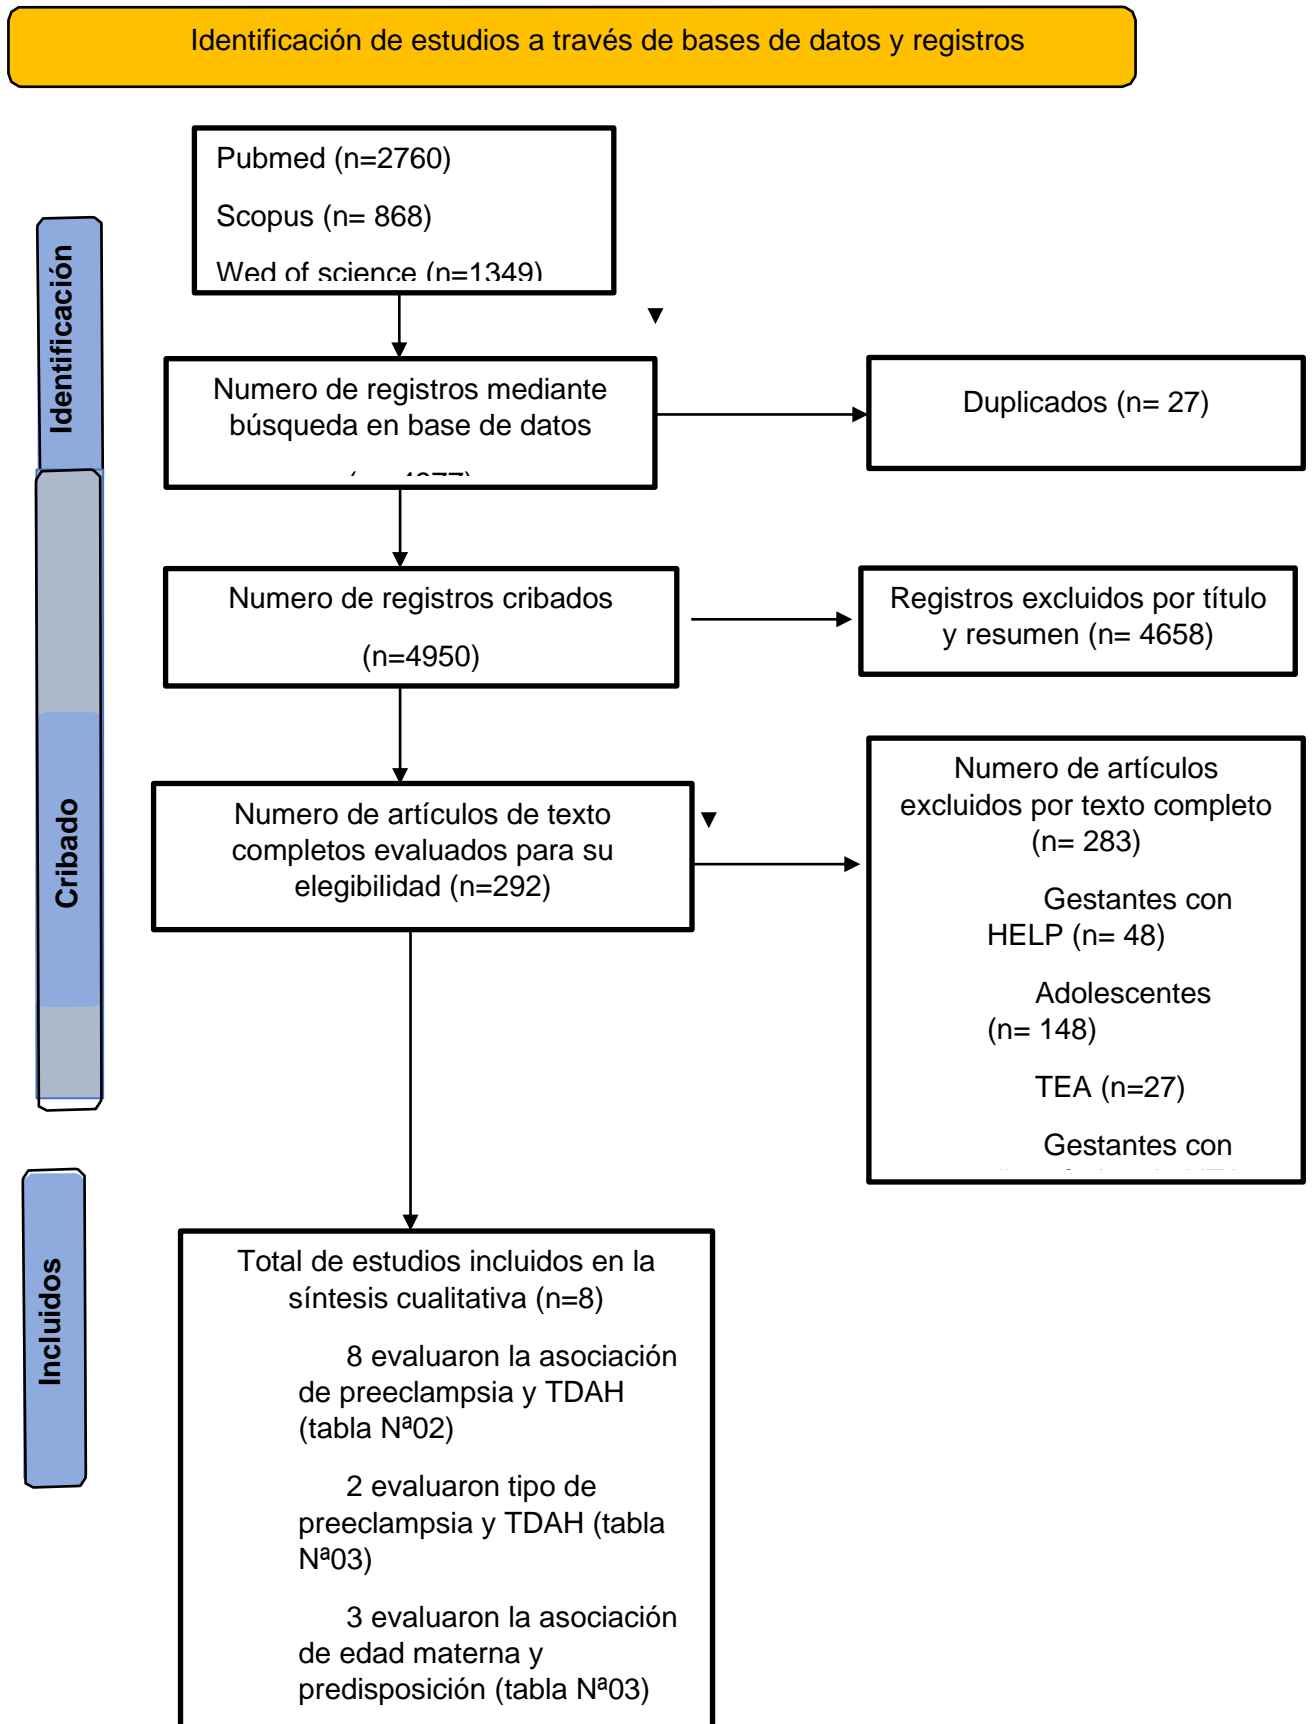 Identificación de estudios a través de bases de datos y registros
Pubmed (n=2760)
Scopus (n= 868)
Wed of science (n=1349)
Identificación
Numero de registros mediante
búsqueda en base de datos
Duplicados (n= 27)
Numero de registros cribados
(n=4950)
Registros excluidos por título
y resumen (n= 4658)
Cribado
Numero de artículos de texto
completos evaluados para su
elegibilidad (n=292)
Numero de artículos
excluidos por texto completo
(n= 283)
Gestantes con
HELP (n= 48)
Adolescentes
(n= 148)
TEA (n=27)
Gestantes con
Incluidos
Total de estudios incluidos en la
síntesis cualitativa (n=8)
8 evaluaron la asociación
de preeclampsia y TDAH
(tabla Nª02)
2 evaluaron tipo de
preeclampsia y TDAH (tabla
Nª03)
3 evaluaron la asociación
de edad materna y
predisposición (tabla Nª03)